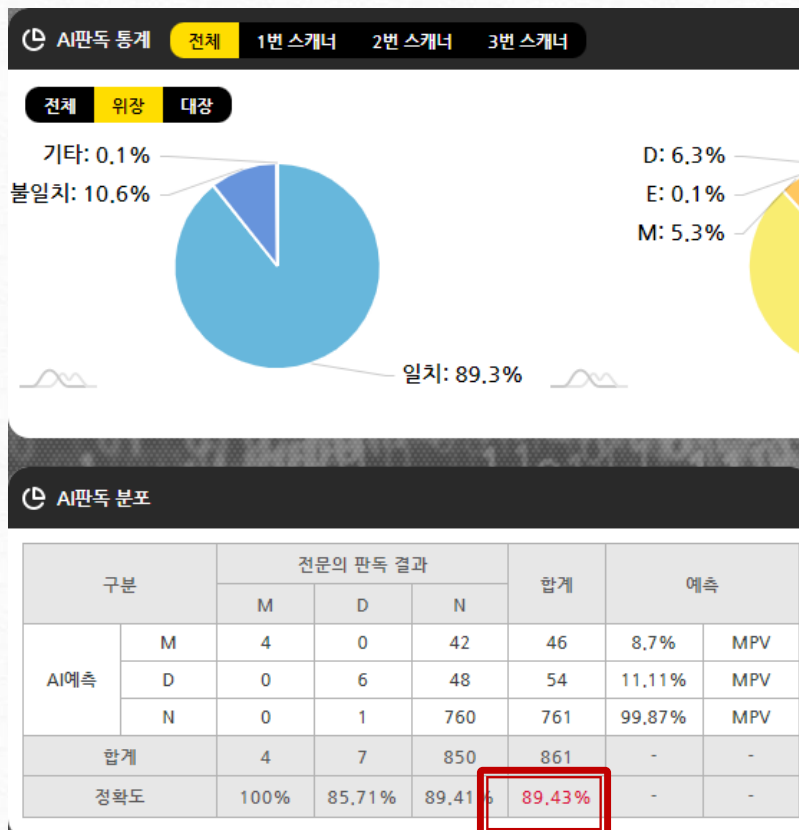 AI판독 통계 전체 1번 스캐너 2번 스캐너 3번 스캐너
전체 위장 대장
기타: 0.1%
불일치: 10.6%
일치: 89.3%
D: 6.3%
E: 0.1%
M: 5.3%
AI판독 분포
구분 전문의 판독 결과 합계 예측
M D N
AI예측 M 4 0 42 46 8.7% MPV
D 0 6 48 54 11.11% MPV
N 0 1 760 761 99.87% MPV
합계 4 7 850 861 - -
정확도 100% 85.71% 89.41% 89.43% - -